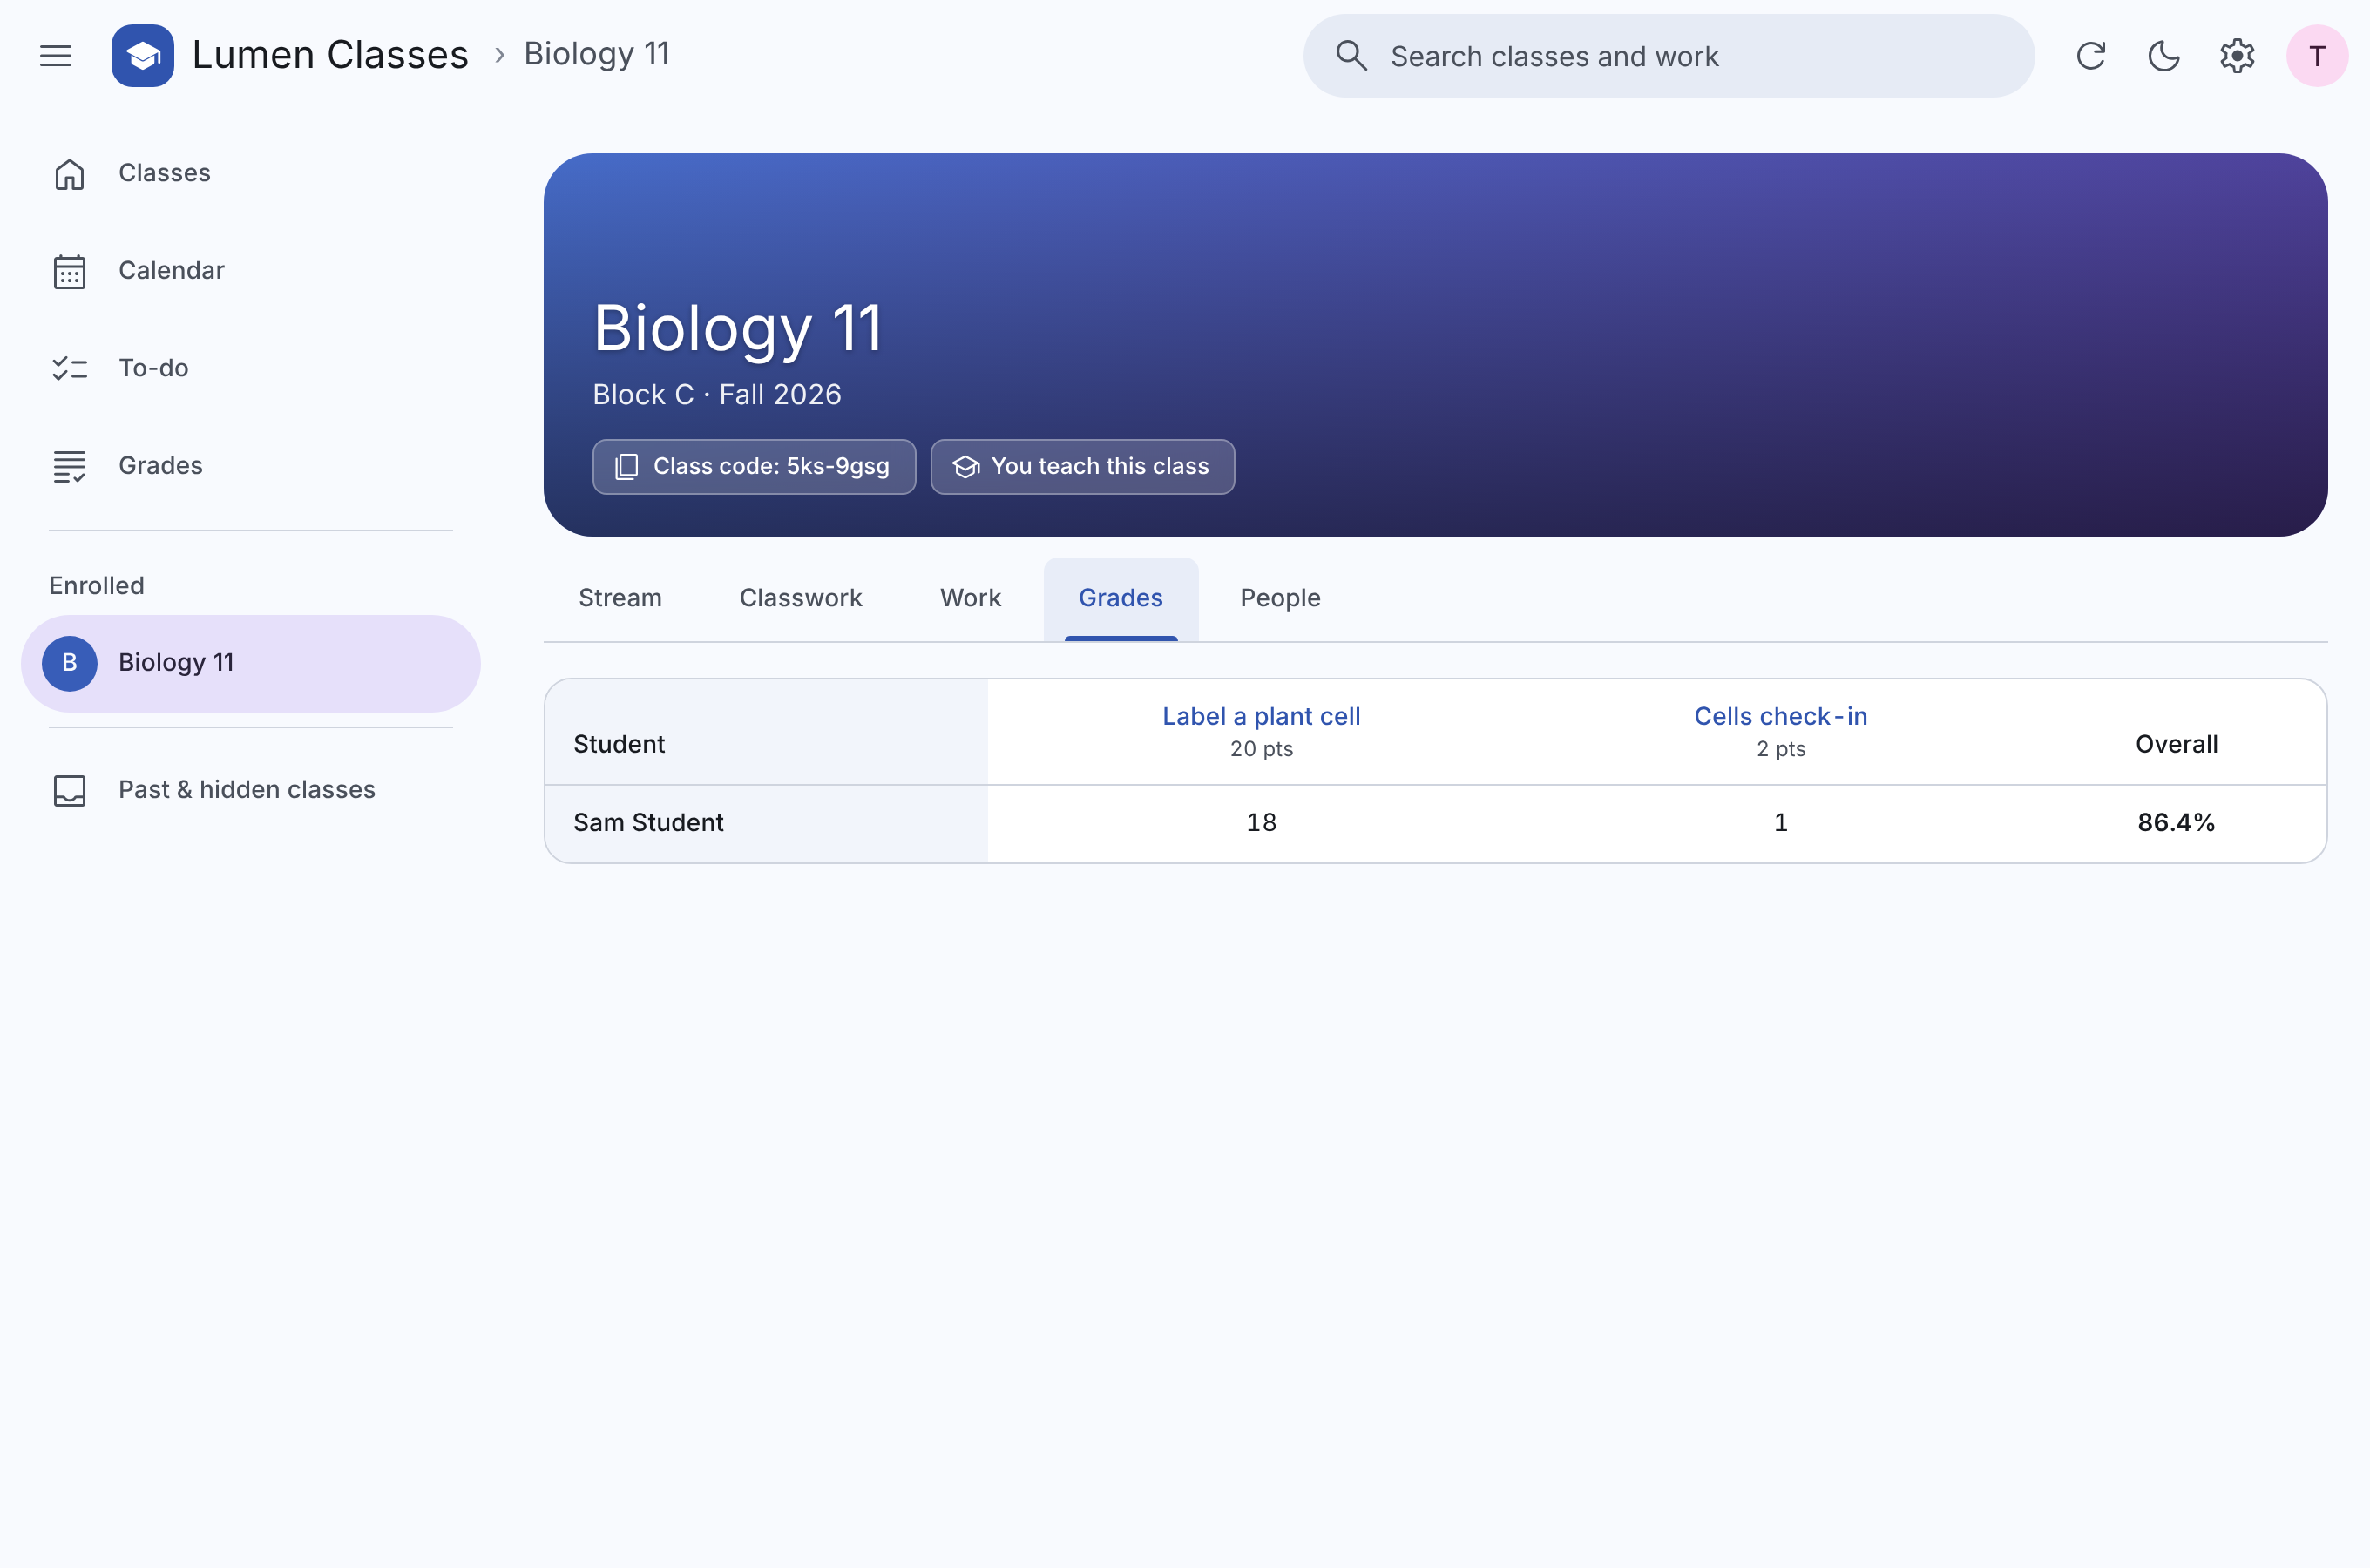 Lumen Classes › Biology 11
Search classes and work
T
Classes
Calendar
To-do
Grades
Enrolled
B Biology 11
Past & hidden classes
Biology 11
Block C · Fall 2026
Class code: 5ks-9gsg
You teach this class
Stream Classwork Work Grades People
Student
Label a plant cell
20 pts
Cells check-in
2 pts
Overall
Sam Student 18 1 86.4%